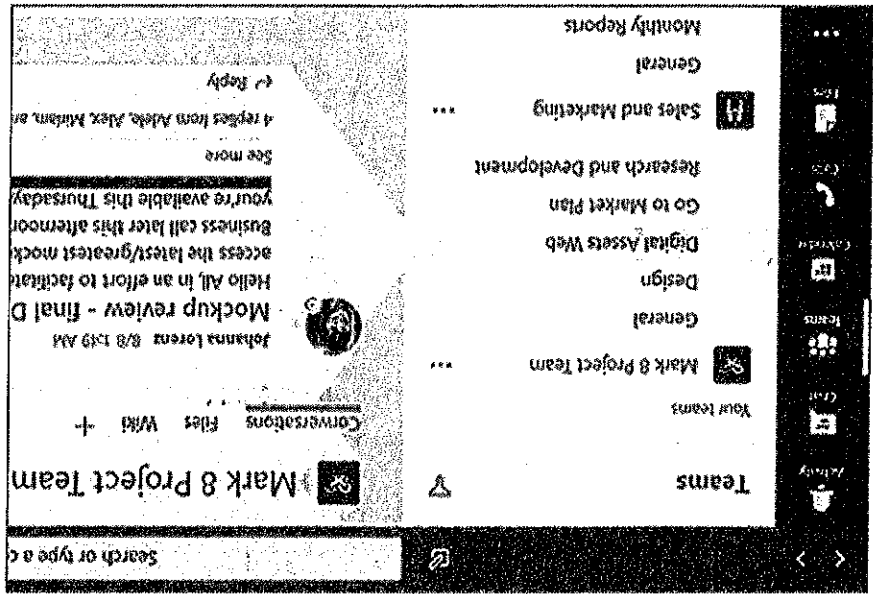 Search or type a c
Activity
Chat
Teams
Calendar
Calls
Files
...
Teams
Your teams
Mark 8 Project Team ...
General
Design
Digital Assets Web
Go to Market Plan
Research and Development
Sales and Marketing ...
General
Monthly Reports
Mark 8 Project Team
Conversations Files Wiki +
Johanna Lorenz 8/8 1:49 AM
Mockup review - final D
Hello All, in an effort to facilitate
access the latest/greatest mock
Business call later this afternoon
you're available this Thursday
See more
4 replies from Adele, Alex, Miriam, an
Reply